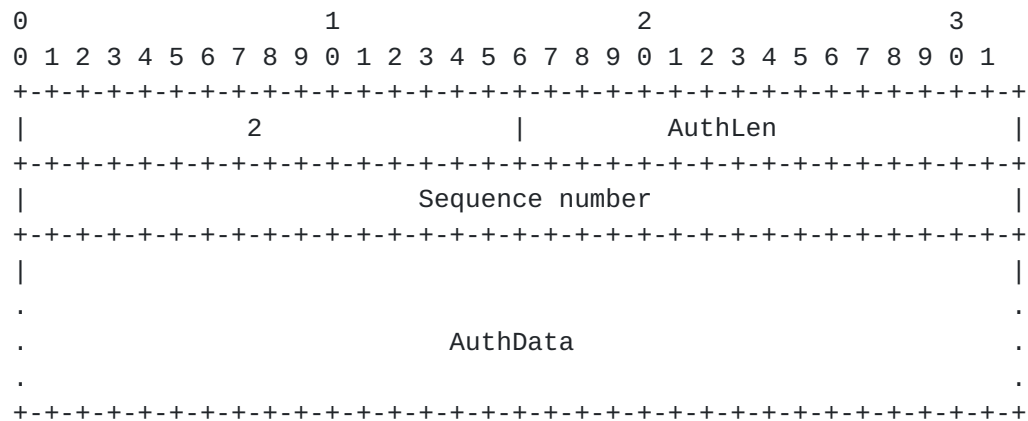 0                   1                   2                   3
0 1 2 3 4 5 6 7 8 9 0 1 2 3 4 5 6 7 8 9 0 1 2 3 4 5 6 7 8 9 0 1
+-+-+-+-+-+-+-+-+-+-+-+-+-+-+-+-+-+-+-+-+-+-+-+-+-+-+-+-+-+-+-+-+
|              2                |         AuthLen               |
+-+-+-+-+-+-+-+-+-+-+-+-+-+-+-+-+-+-+-+-+-+-+-+-+-+-+-+-+-+-+-+-+
|                         Sequence number                       |
+-+-+-+-+-+-+-+-+-+-+-+-+-+-+-+-+-+-+-+-+-+-+-+-+-+-+-+-+-+-+-+-+
|                                                               |
.                                                               .
.                           AuthData                            .
.                                                               .
+-+-+-+-+-+-+-+-+-+-+-+-+-+-+-+-+-+-+-+-+-+-+-+-+-+-+-+-+-+-+-+-+